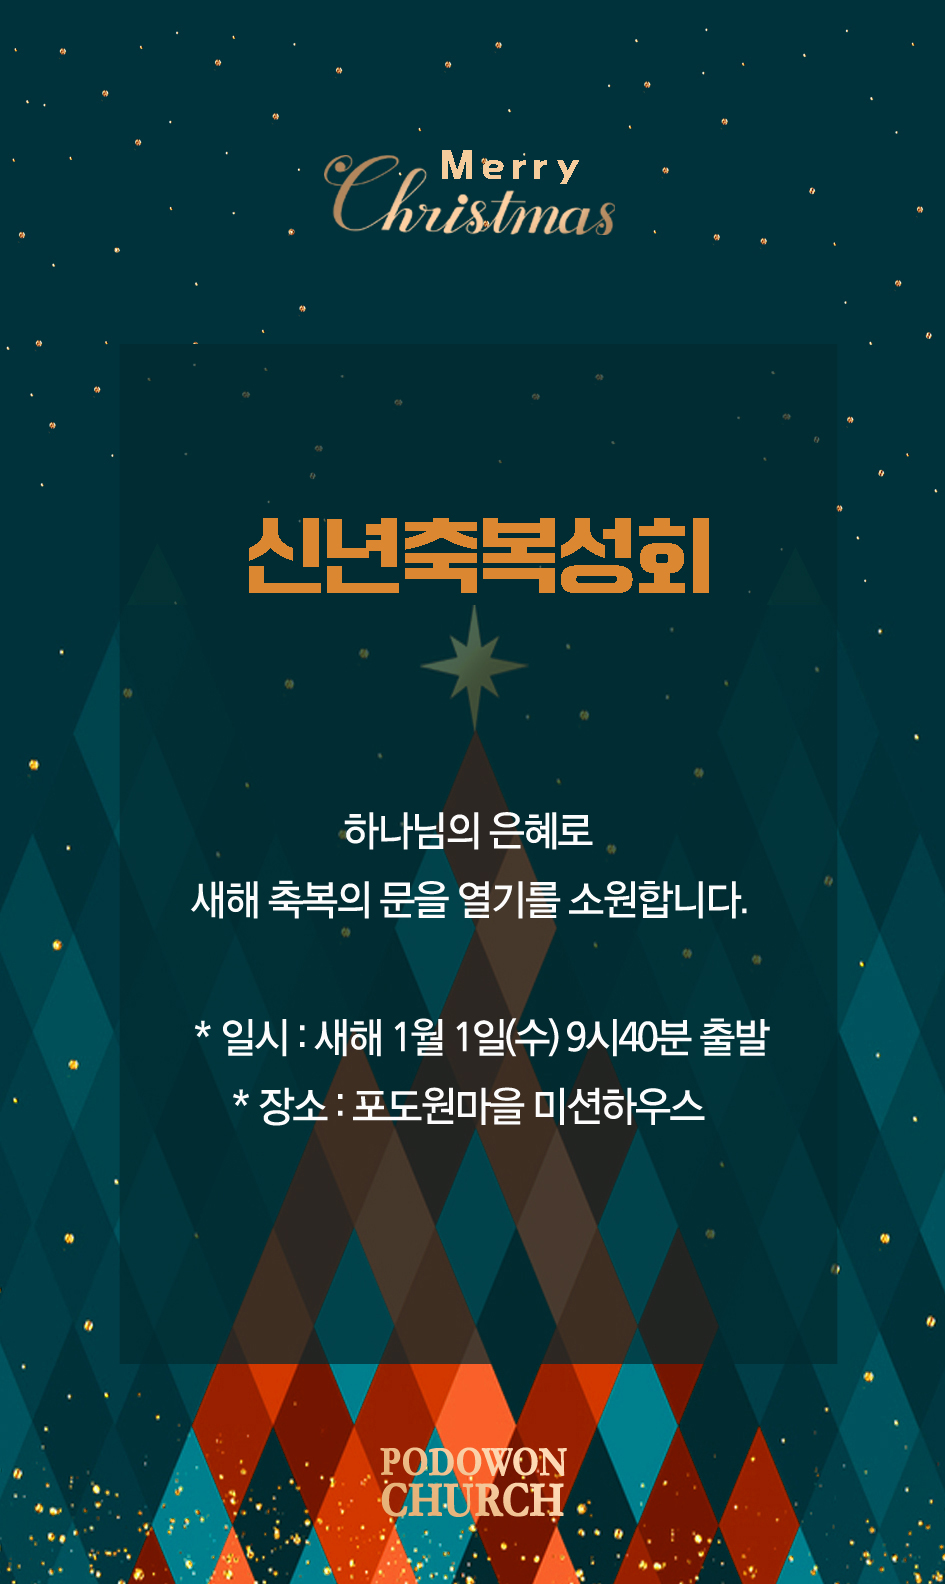 Merry
Christmas
신년축복성회
하나님의 은혜로
새해 축복의 문을 열기를 소원합니다.
* 일시 : 새해 1월 1일(수) 9시40분 출발
* 장소 : 포도원마을 미션하우스
PODOWON
CHURCH